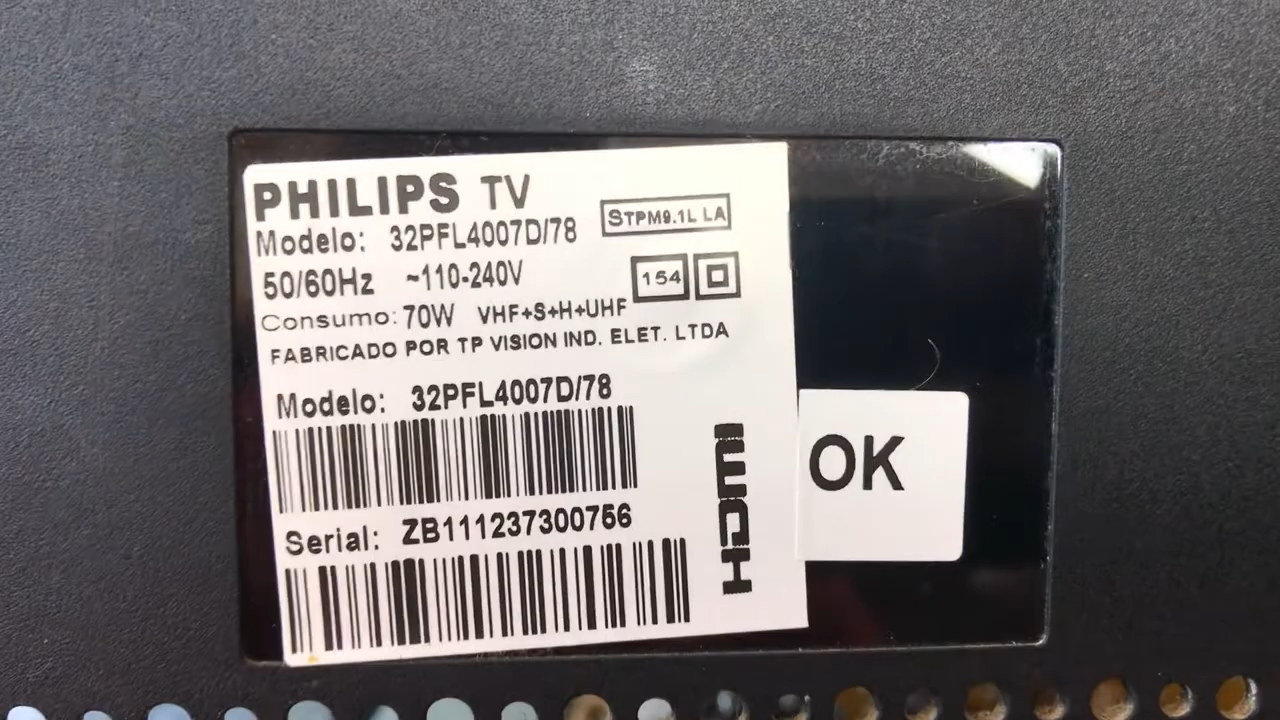 PHILIPS TV
Modelo: 32PFL4007D/78
STPM9.1L LA
50/60Hz ~110-240V
154
Consumo: 70W VHF+S+H+UHF
FABRICADO POR TP VISION IND. ELET. LTDA
Modelo: 32PFL4007D/78
HDMI
OK
Serial: ZB111237300756